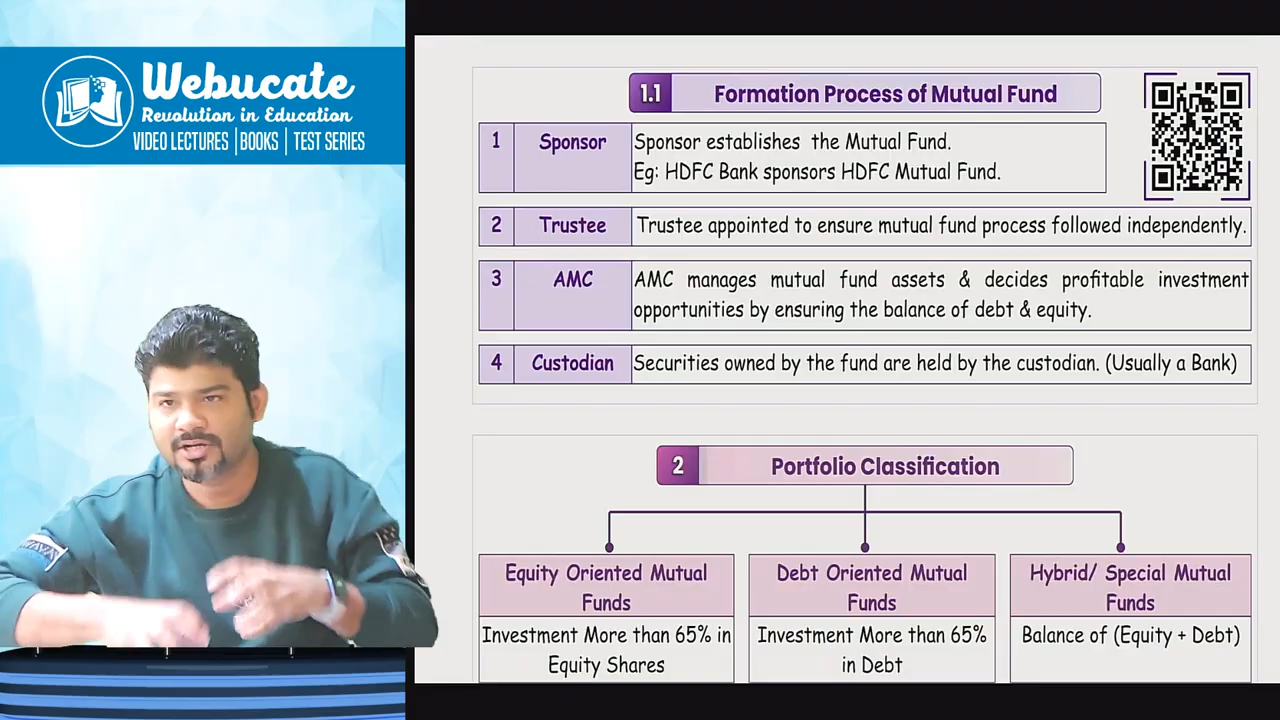 Webucate
Revolution in Education
VIDEO LECTURES | BOOKS | TEST SERIES
1.1 Formation Process of Mutual Fund
1 Sponsor Sponsor establishes the Mutual Fund.
Eg: HDFC Bank sponsors HDFC Mutual Fund.
2 Trustee Trustee appointed to ensure mutual fund process followed independently.
3 AMC AMC manages mutual fund assets & decides profitable investment
opportunities by ensuring the balance of debt & equity.
4 Custodian Securities owned by the fund are held by the custodian. (Usually a Bank)
2 Portfolio Classification
Equity Oriented Mutual
Funds
Investment More than 65% in
Equity Shares
Debt Oriented Mutual
Funds
Investment More than 65%
in Debt
Hybrid/ Special Mutual
Funds
Balance of (Equity + Debt)